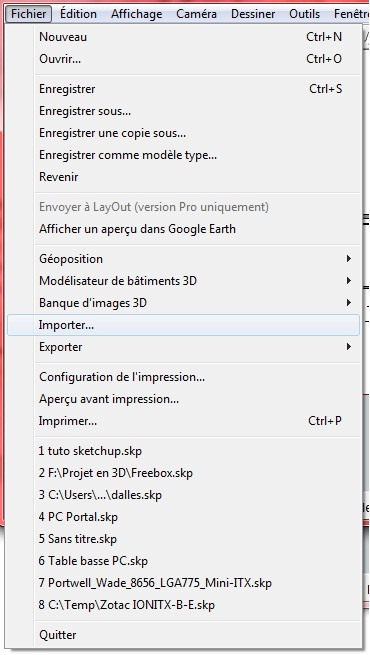 Fichier Édition Affichage Caméra Dessiner Outils Fenêtr
Nouveau Ctrl+N
Ouvrir... Ctrl+O
Enregistrer Ctrl+S
Enregistrer sous...
Enregistrer une copie sous...
Enregistrer comme modèle type...
Revenir
Envoyer à LayOut (version Pro uniquement)
Afficher un aperçu dans Google Earth
Géoposition
Modélisateur de bâtiments 3D
Banque d'images 3D
Importer...
Exporter
Configuration de l'impression...
Aperçu avant impression...
Imprimer... Ctrl+P
1 tuto sketchup.skp
2 F:\Projet en 3D\Freebox.skp
3 C:\Users\...\dalles.skp
4 PC Portal.skp
5 Sans titre.skp
6 Table basse PC.skp
7 Portwell_Wade_8656_LGA775_Mini-ITX.skp
8 C:\Temp\Zotac IONITX-B-E.skp
Quitter